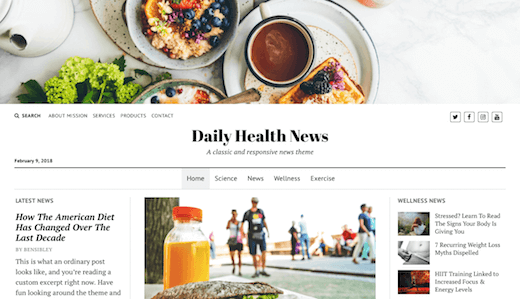 SEARCH ABOUT MISSION SERVICES PRODUCTS CONTACT
Daily Health News
A classic and responsive news theme
February 9, 2018
Home Science News Wellness Exercise
LATEST NEWS
How The American Diet
Has Changed Over The
Last Decade
BY BENSIBLEY
This is what an ordinary post
looks like, and you're reading a
custom excerpt right now. Have
fun looking around the theme and
WELLNESS NEWS
Stressed? Learn To Read
The Signs Your Body Is
Giving You
7 Recurring Weight Loss
Myths Dispelled
HIIT Training Linked to
Increased Focus &
Energy Levels